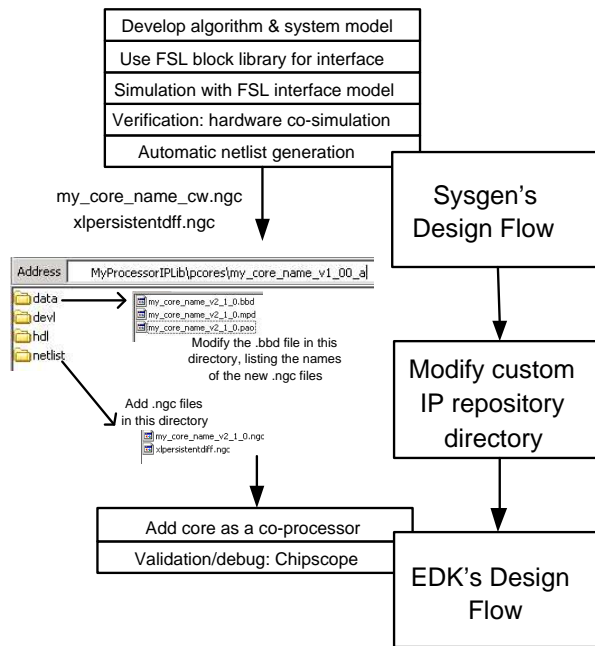 Develop algorithm & system model
Use FSL block library for interface
Simulation with FSL interface model
Verification: hardware co-simulation
Automatic netlist generation
my_core_name_cw.ngc
xlpersistentdff.ngc
Sysgen's
Design Flow
Address MyProcessorIPLib\pcores\my_core_name_v1_00_a
data
devl
hdl
netlist
my_core_name_v2_1_0.bbd
my_core_name_v2_1_0.mpd
my_core_name_v2_1_0.pao
Modify the .bbd file in this
directory, listing the names
of the new .ngc files
Add .ngc files
in this directory
my_core_name_v2_1_0.ngc
xlpersistentdiff.ngc
Modify custom
IP repository
directory
Add core as a co-processor
Validation/debug: Chipscope
EDK's Design
Flow